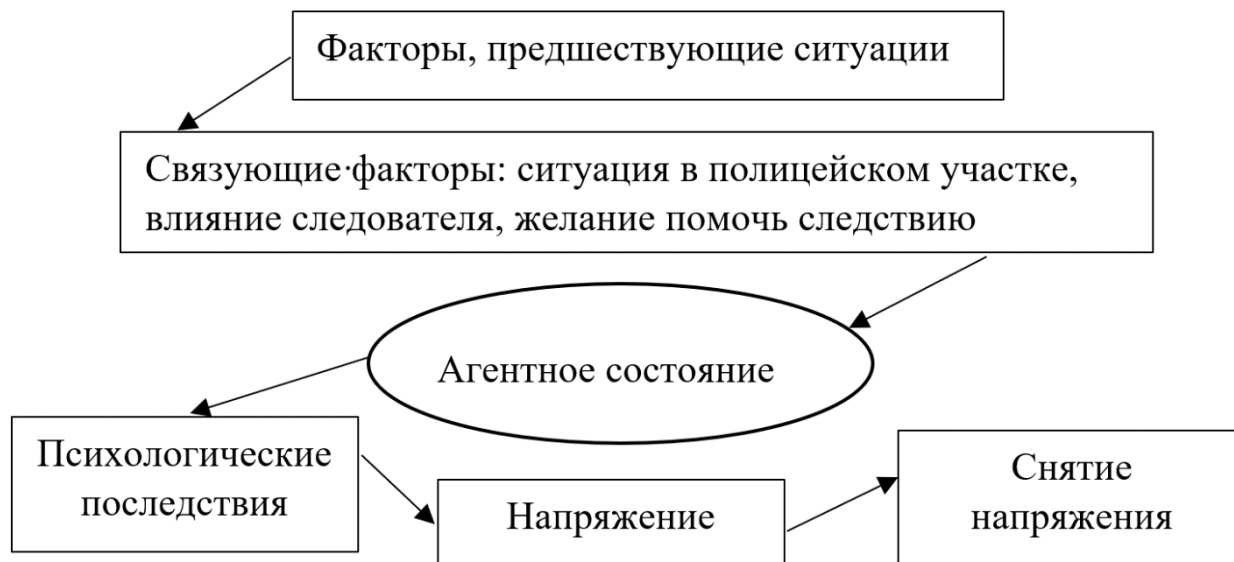 Факторы, предшествующие ситуации
Связующие·факторы: ситуация в полицейском участке,
влияние следователя, желание помочь следствию
Агентное состояние
Психологические
последствия
Напряжение
Снятие
напряжения